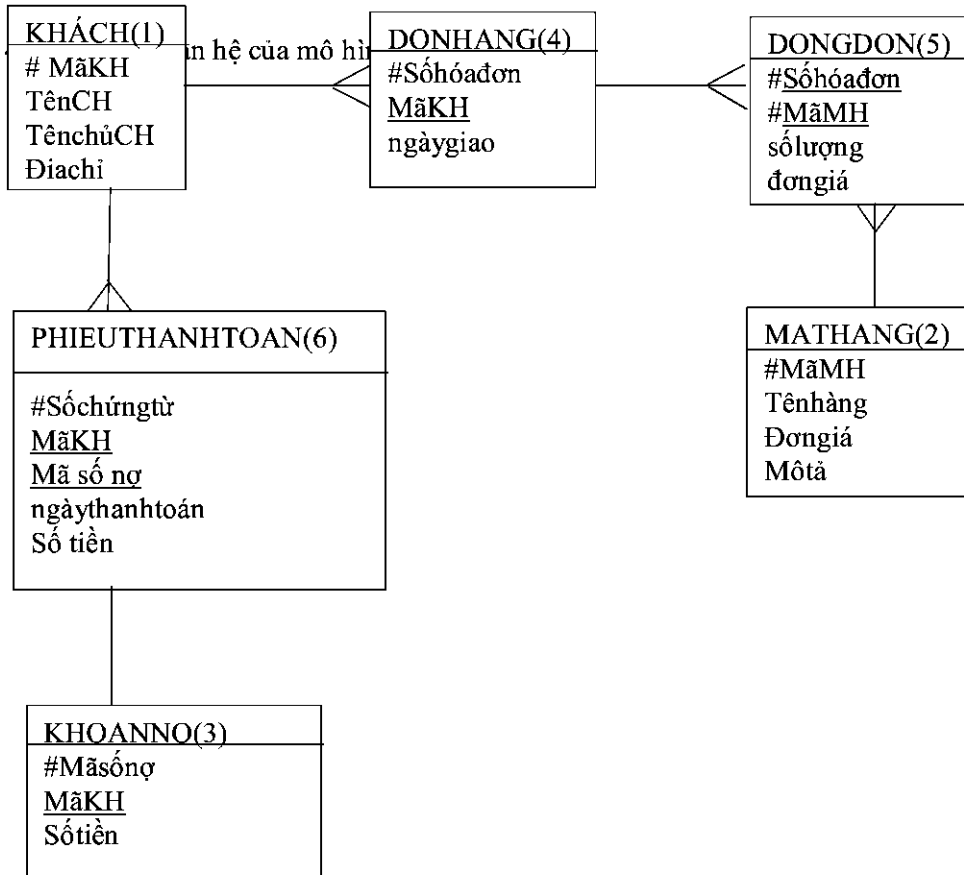 KHÁCH(1)
# MãKH
TênCH
TênchủCH
Điachỉ
hệ của mô
DONHANG(4)
#Sốhóađơn
MãKH
ngàygiao
DONGDON(5)
#Sốhóađơn
#MãMH
sốlượng
đơngiá
PHIEUTHANHTOAN(6)
#Sốchứngtừ
MãKH
Mã số nợ
ngàythanhtoán
Số tiền
MATHANG(2)
#MãMH
Tênhàng
Đơngiá
Môtả
KHOANNO(3)
#Mãsốnợ
MãKH
Sốtiền